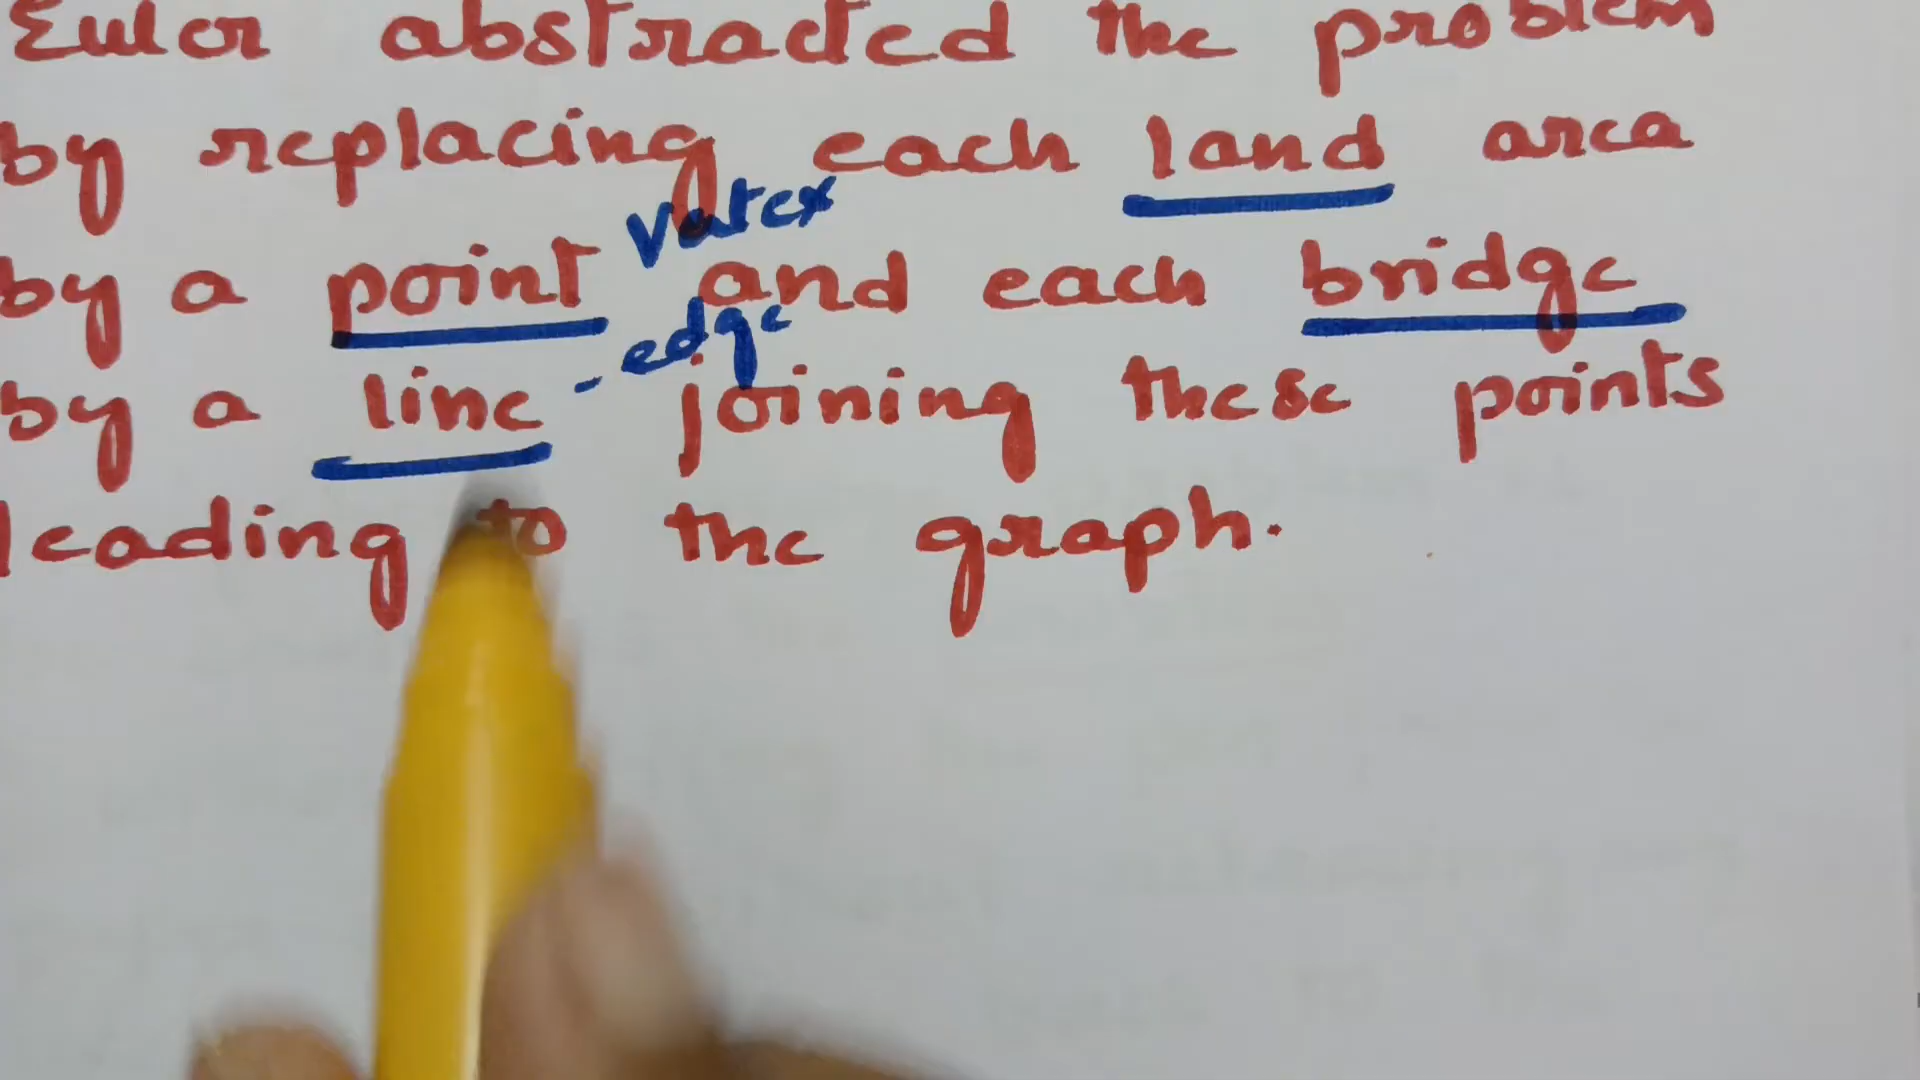 Euler abstracted the problem
by replacing each land area
vertex
by a point and each bridge
- edge
by a line joining these points
leading to the graph.